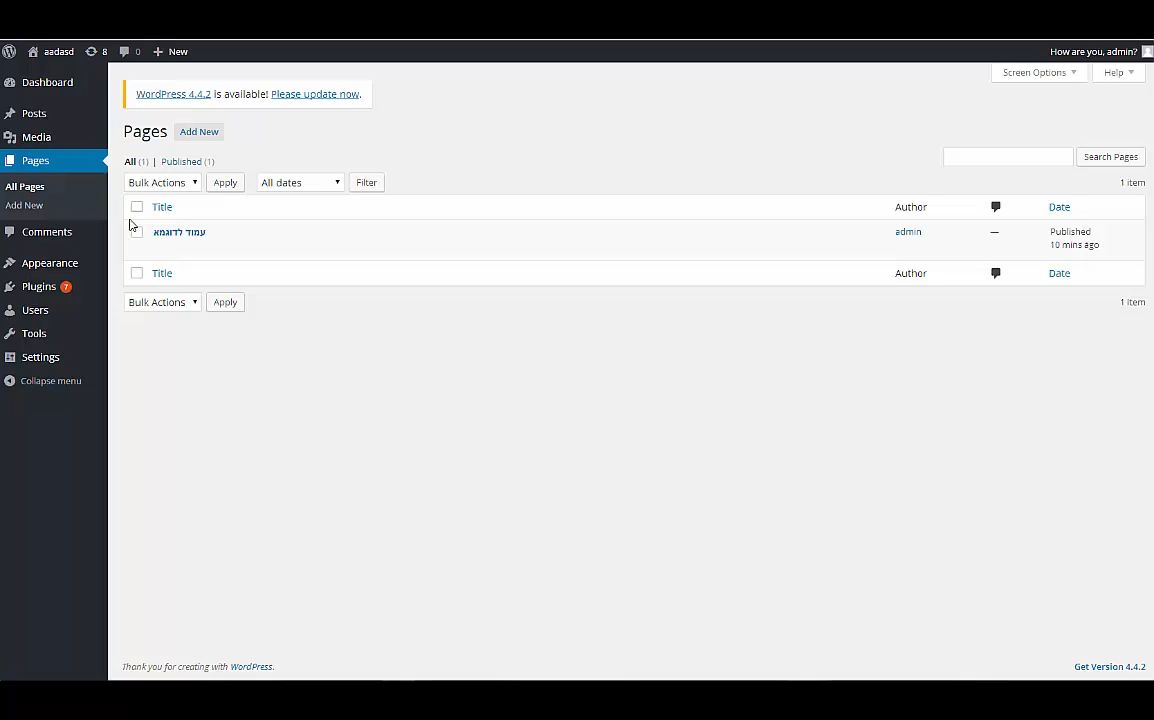 aadasd 8 0 + New How are you, admin?
Screen Options Help
Dashboard
Posts
Media
Pages
All Pages
Add New
Comments
Appearance
Plugins 7
Users
Tools
Settings
Collapse menu
WordPress 4.4.2 is available! Please update now.
Pages Add New
All (1) | Published (1)
Search Pages
Bulk Actions Apply All dates Filter 1 item
Title Author Date
עמוד לדוגמא admin — Published
10 mins ago
Title Author Date
Bulk Actions Apply 1 item
Thank you for creating with WordPress. Get Version 4.4.2